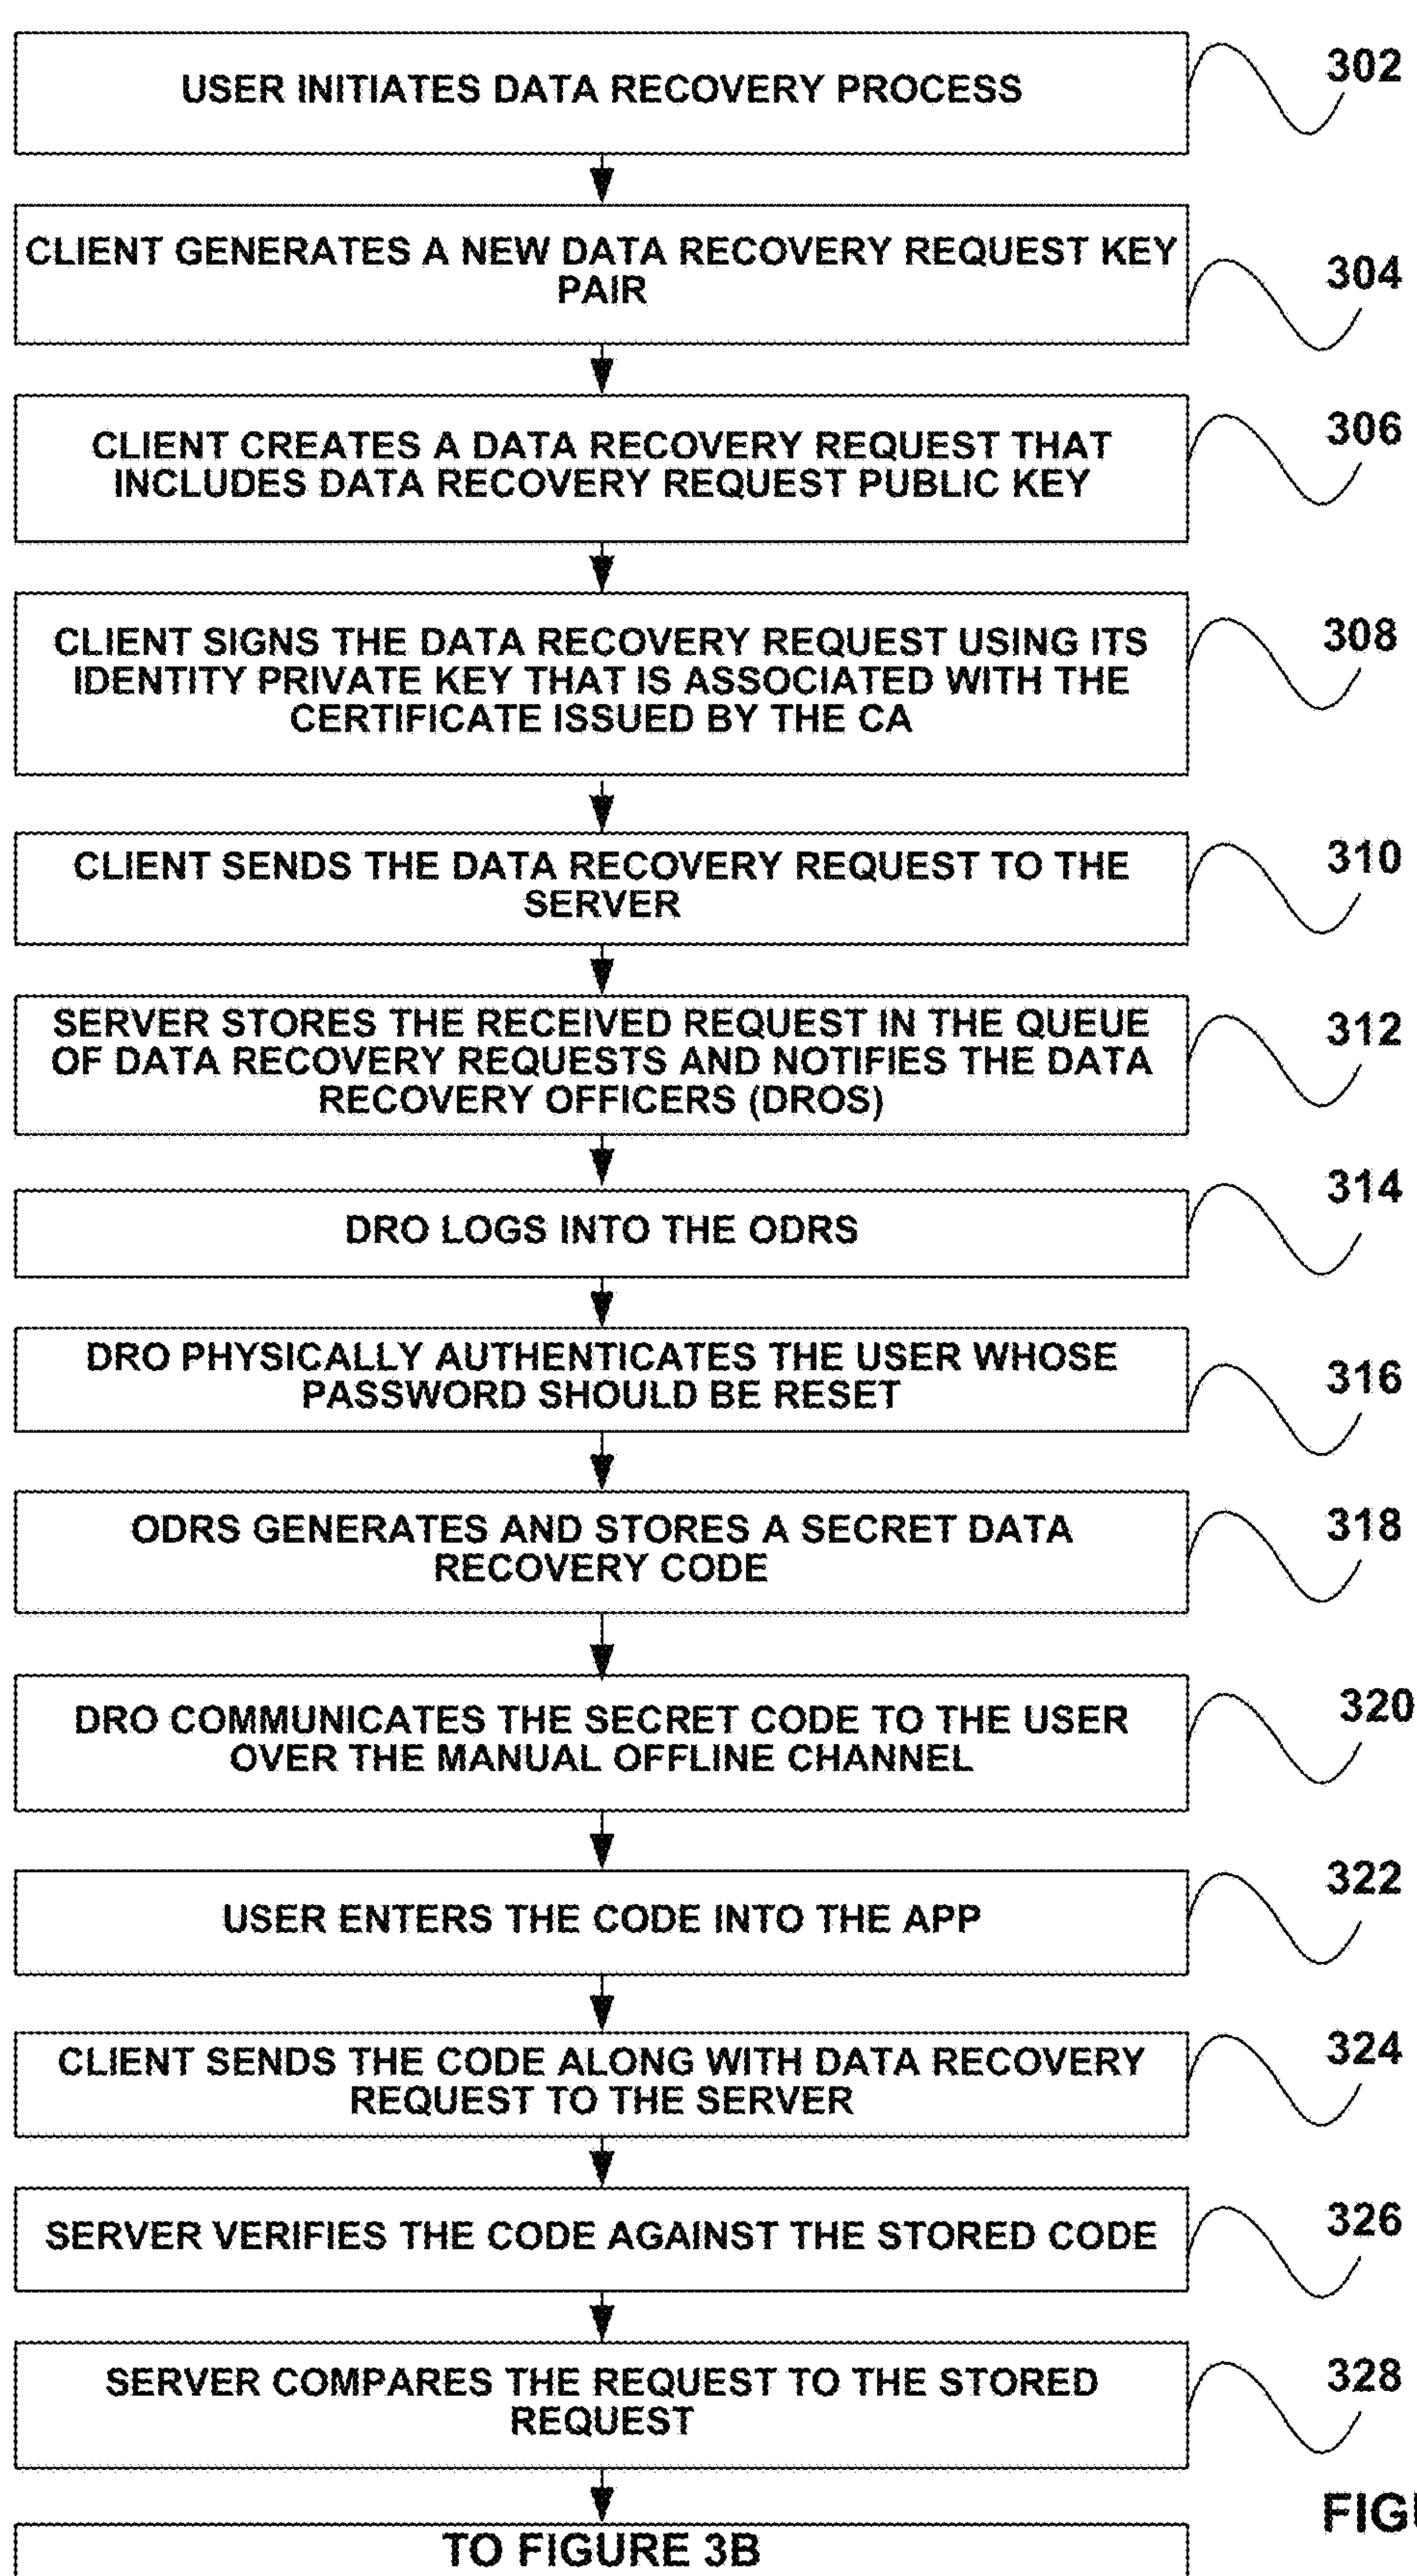 USER INITIATES DATA RECOVERY PROCESS
302
CLIENT GENERATES A NEW DATA RECOVERY REQUEST KEY
PAIR
304
CLIENT CREATES A DATA RECOVERY REQUEST THAT
INCLUDES DATA RECOVERY REQUEST PUBLIC KEY
306
CLIENT SIGNS THE DATA RECOVERY REQUEST USING ITS
IDENTITY PRIVATE KEY THAT IS ASSOCIATED WITH THE
CERTIFICATE ISSUED BY THE CA
308
CLIENT SENDS THE DATA RECOVERY REQUEST TO THE
SERVER
310
SERVER STORES THE RECEIVED REQUEST IN THE QUEUE
OF DATA RECOVERY REQUESTS AND NOTIFIES THE DATA
RECOVERY OFFICERS (DROS)
312
DRO LOGS INTO THE ODRS
314
DRO PHYSICALLY AUTHENTICATES THE USER WHOSE
PASSWORD SHOULD BE RESET
316
ODRS GENERATES AND STORES A SECRET DATA
RECOVERY CODE
318
DRO COMMUNICATES THE SECRET CODE TO THE USER
OVER THE MANUAL OFFLINE CHANNEL
320
USER ENTERS THE CODE INTO THE APP
322
CLIENT SENDS THE CODE ALONG WITH DATA RECOVERY
REQUEST TO THE SERVER
324
SERVER VERIFIES THE CODE AGAINST THE STORED CODE
326
SERVER COMPARES THE REQUEST TO THE STORED
REQUEST
328
TO FIGURE 3B